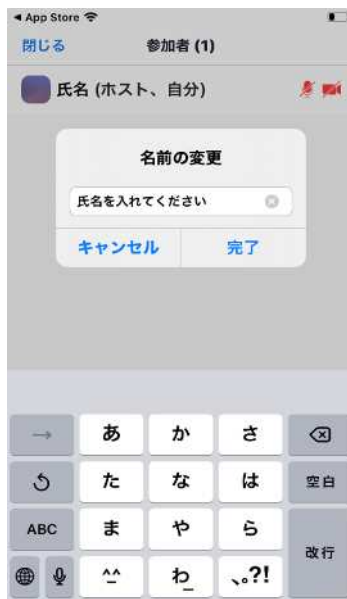 ◀ App Store
閉じる 参加者 (1)
氏名 (ホスト、自分)
名前の変更
氏名を入れてください
キャンセル 完了
→ あ か さ
た な は 空白
ABC ま や ら
^^ わ_ 、。?! 改行